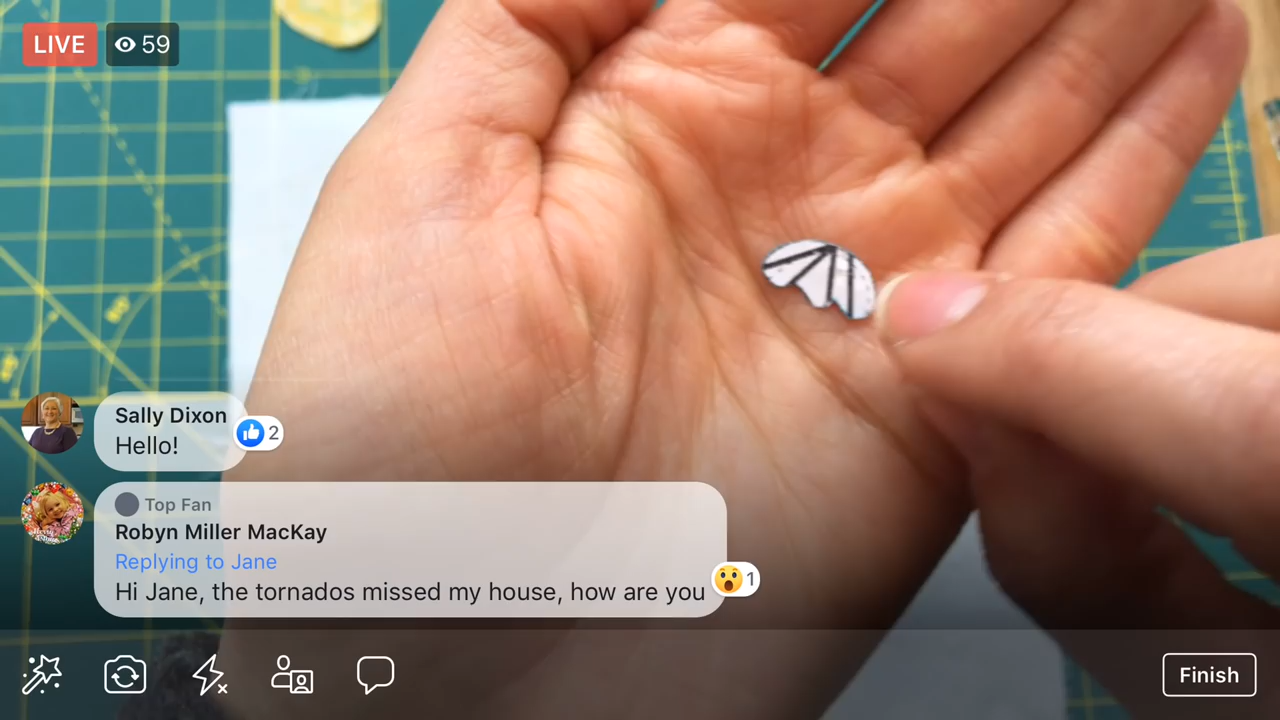 LIVE 59
Sally Dixon
Hello!
2
Top Fan
Robyn Miller MacKay
Replying to Jane
Hi Jane, the tornados missed my house, how are you
1
Finish